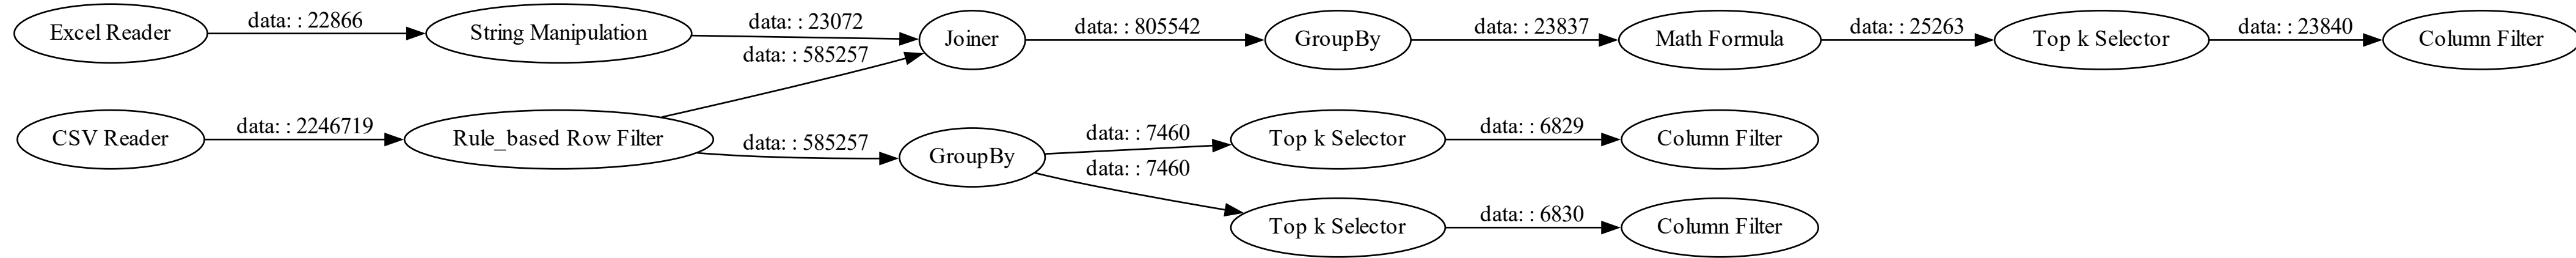 Excel Reader
data: : 22866
String Manipulation
data: : 23072
Joiner
data: : 805542
GroupBy
data: : 23837
Math Formula
data: : 25263
Top k Selector
data: : 23840
Column Filter
data: : 585257
CSV Reader
data: : 2246719
Rule_based Row Filter
data: : 585257
GroupBy
data: : 7460
Top k Selector
data: : 6829
Column Filter
data: : 7460
Top k Selector
data: : 6830
Column Filter